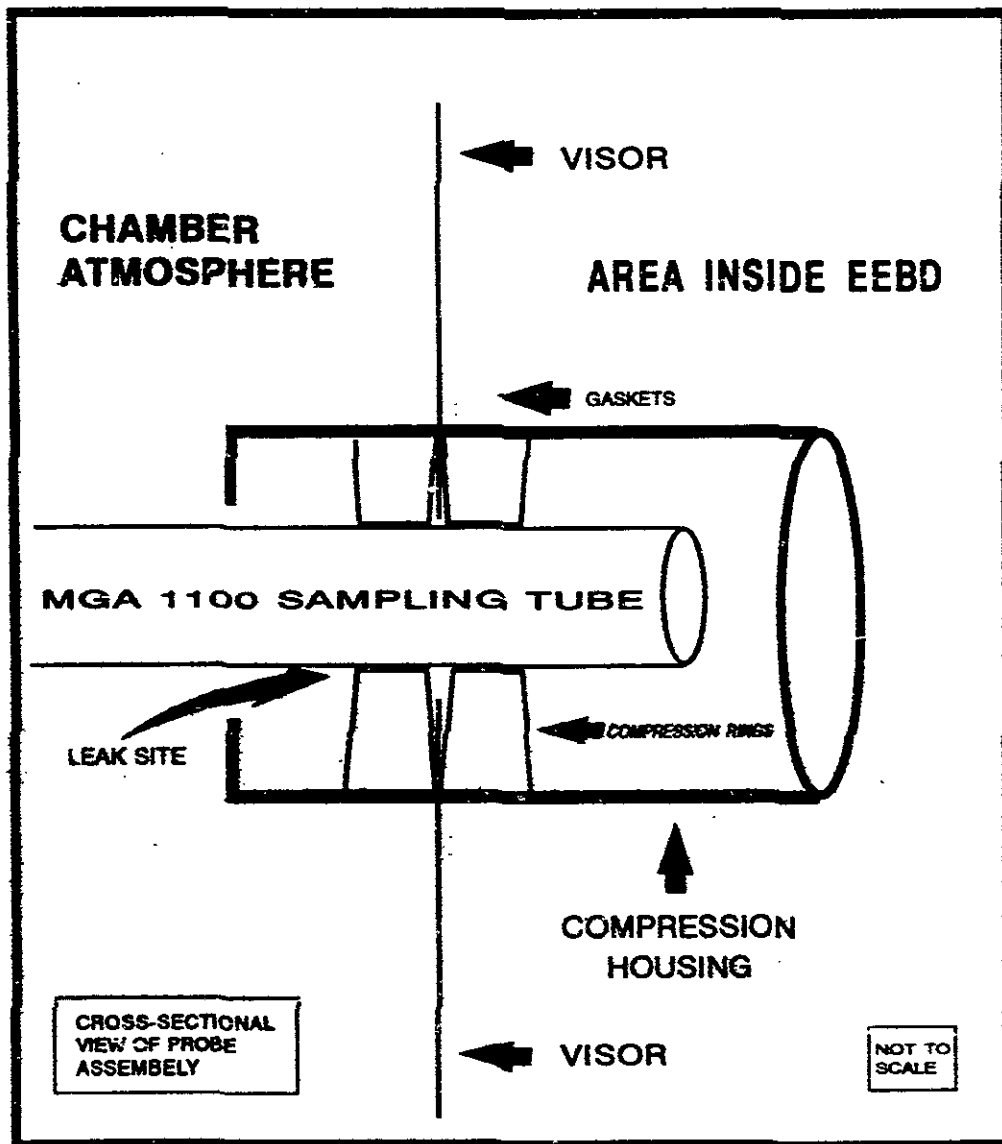 VISOR
CHAMBER
ATMOSPHERE
AREA INSIDE EEBD
GASKETS
MGA 1100 SAMPLING TUBE
LEAK SITE
COMPRESSION RINGS
COMPRESSION
HOUSING
CROSS-SECTIONAL
VIEW OF PROBE
ASSEMBLY
VISOR
NOT TO
SCALE